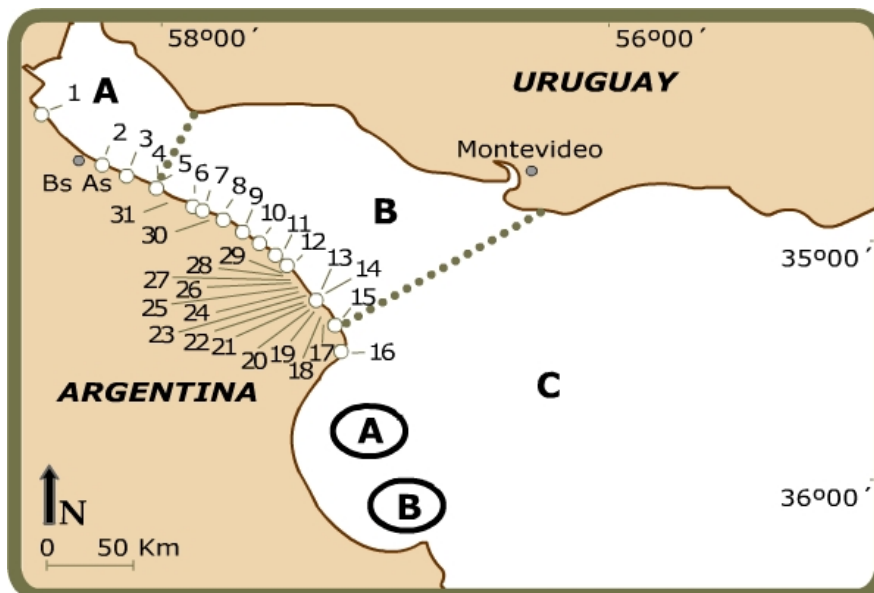 58º00´
56º00´
URUGUAY
A
1
2
3
4
5
6
7
8
9
10
11
12
13
14
15
16
Montevideo
Bs As
B
31
30
29
28
27
26
25
24
23
22
21
20
19
18
17
35º00´
ARGENTINA
C
A
B
36º00´
N
0 50 Km